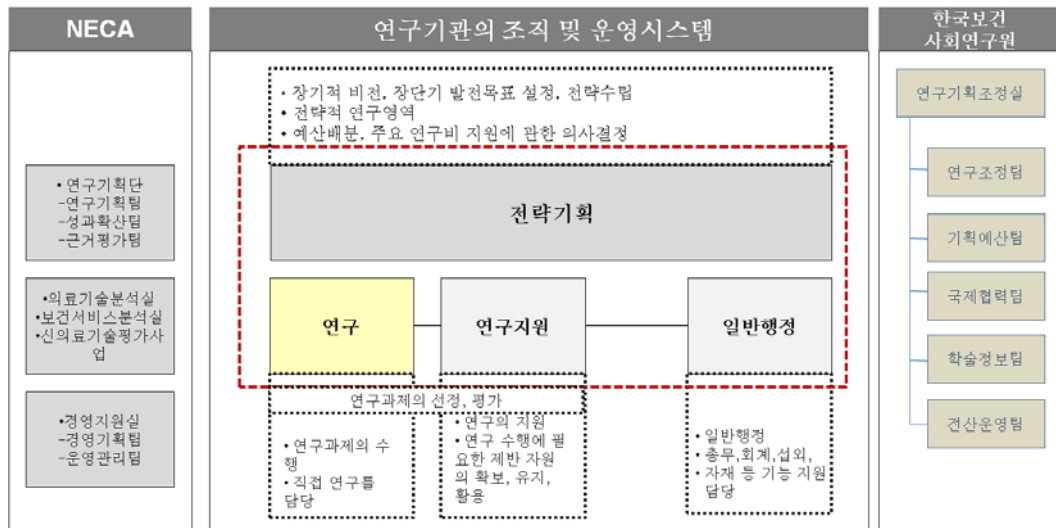 NECA
• 연구기획단
-연구기획팀
-성과확산팀
-근거평가팀
•의료기술분석실
•보건서비스분석실
•신의료기술평가사
업
•경영지원실
-경영기획팀
-운영관리팀
연구기관의 조직 및 운영시스템
• 장기적 비전, 장단기 발전목표 설정, 전략수립
• 전략적 연구영역
• 예산배분, 주요 연구비 지원에 관한 의사결정
전략기획
연구
연구지원
일반행정
연구과제의 선정, 평가
• 연구과제의 수
행
• 직접 연구를
담당
• 연구의 지원
• 연구 수행에 필
요한 제반 자원
의 확보, 유지,
활용
• 일반행정
• 총무,회계,섭외,
• 자재 등 기능 지원
담당
한국보건
사회연구원
연구기획조정실
연구조정팀
기획예산팀
국제협력팀
학술정보팀
전산운영팀